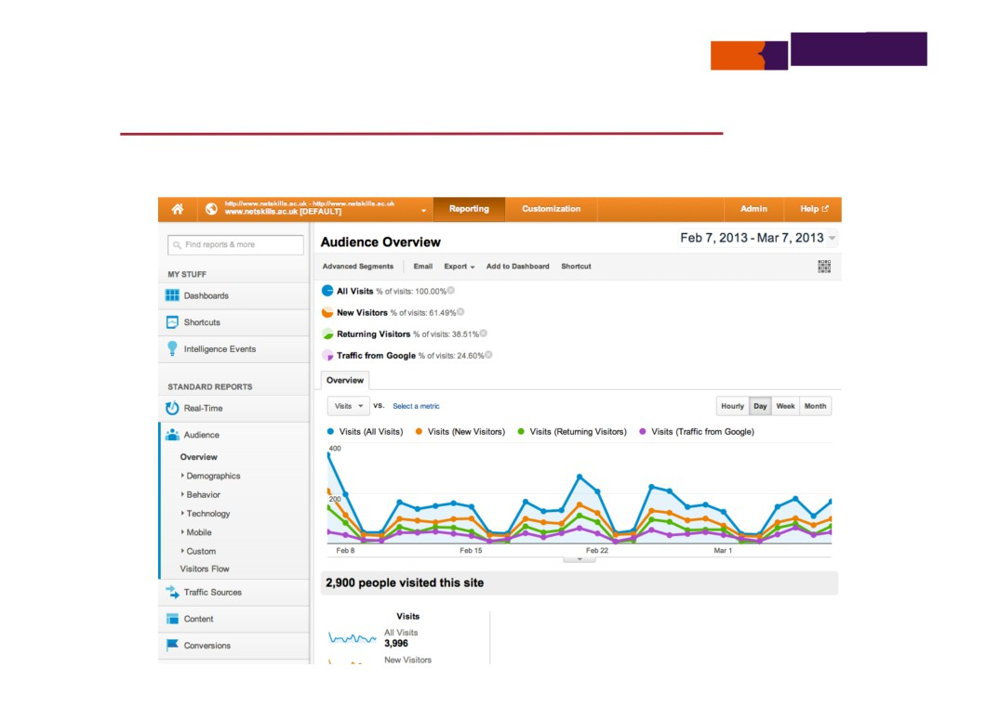 http://www.netskills.ac.uk - http://www.netskills.ac.uk
www.netskills.ac.uk [DEFAULT]
Reporting
Customization
Admin
Help
Find reports & more
MY STUFF
Dashboards
Shortcuts
Intelligence Events
STANDARD REPORTS
Real-Time
Audience
Overview
Demographics
Behavior
Technology
Mobile
Custom
Visitors Flow
Traffic Sources
Content
Conversions
Audience Overview
Feb 7, 2013 - Mar 7, 2013
Advanced Segments Email Export Add to Dashboard Shortcut
All Visits % of visits: 100.00%
New Visitors % of visits: 61.49%
Returning Visitors % of visits: 38.51%
Traffic from Google % of visits: 24.60%
Overview
Visits vs. Select a metric
Hourly Day Week Month
Visits (All Visits) Visits (New Visitors) Visits (Returning Visitors) Visits (Traffic from Google)
400
200
Feb 8 Feb 15 Feb 22 Mar 1
2,900 people visited this site
Visits
All Visits
3,996
New Visitors